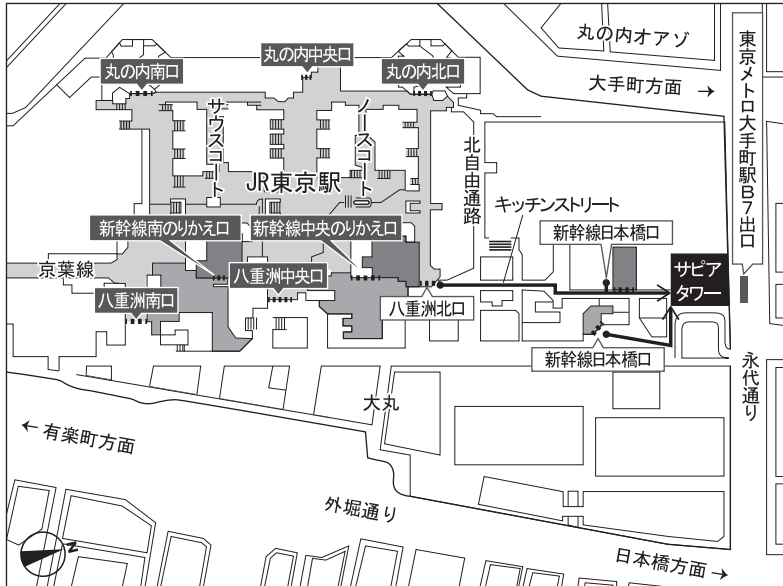 丸の内オアゾ
丸の内中央口
丸の内南口
丸の内北口
大手町方面 →
東京メトロ大手町駅B7出口
サウスコート
ノースコート
JR東京駅
北自由通路
キッチンストリート
新幹線南のりかえ口
新幹線中央のりかえ口
新幹線日本橋口
京葉線
八重洲中央口
サピア
タワー
八重洲南口
八重洲北口
新幹線日本橋口
永代通り
大丸
← 有楽町方面
外堀通り
日本橋方面 →
N